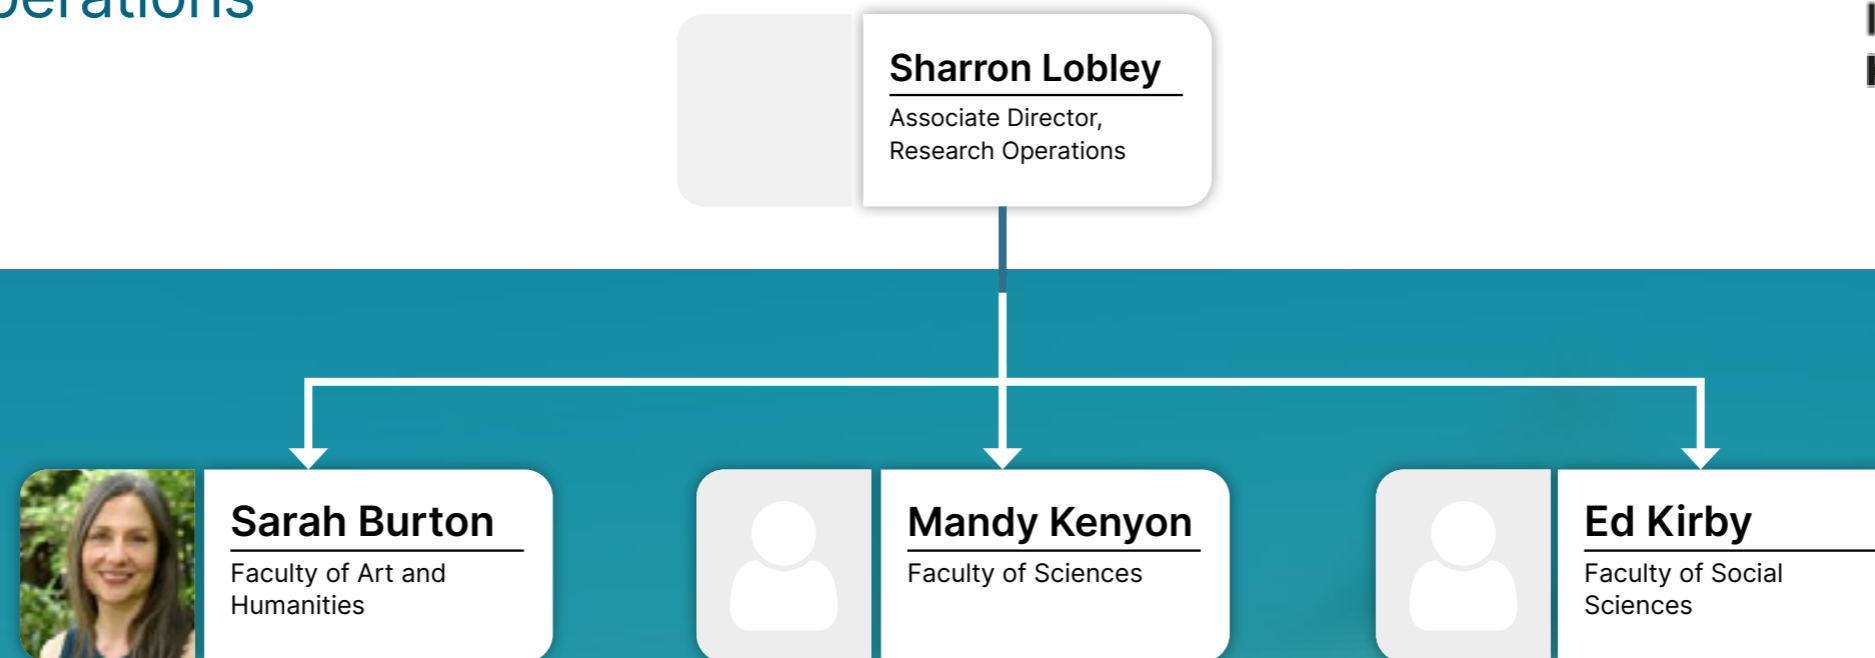 Sharron Lobley
Associate Director,
Research Operations
Sarah Burton
Faculty of Art and
Humanities
Mandy Kenyon
Faculty of Sciences
Ed Kirby
Faculty of Social
Sciences